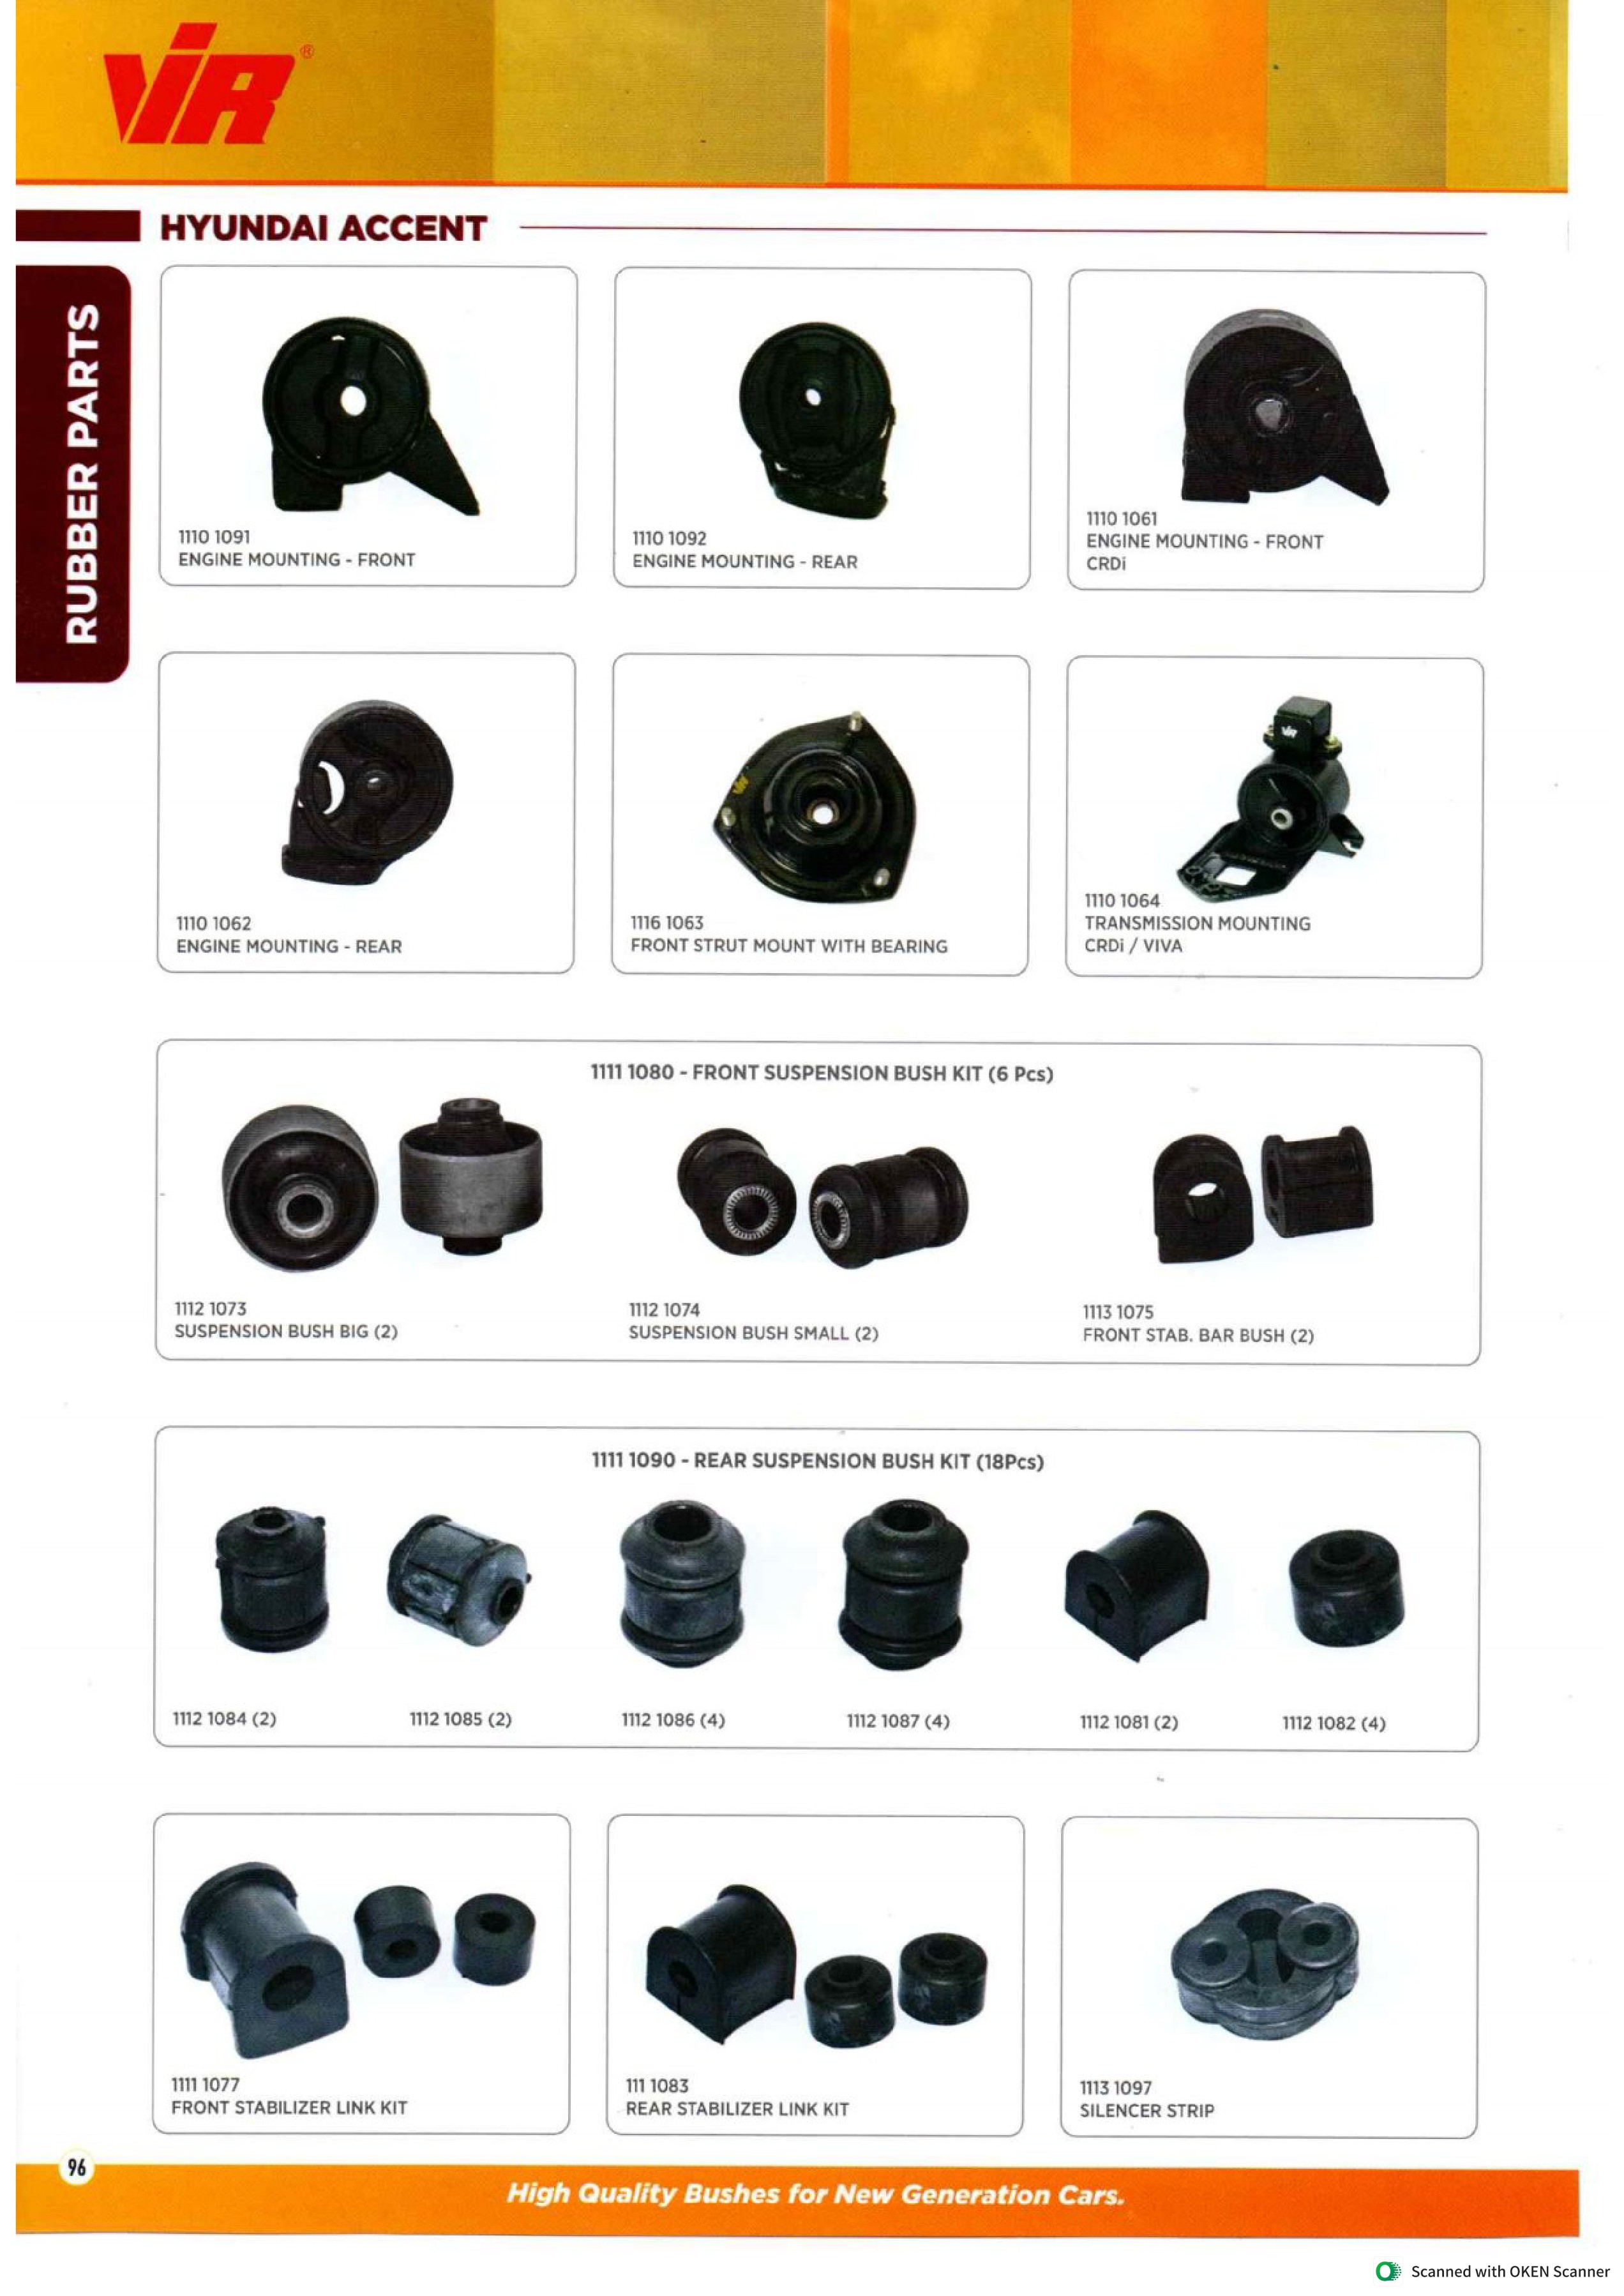 VIR®
HYUNDAI ACCENT
RUBBER PARTS
1110 1091
ENGINE MOUNTING - FRONT
1110 1092
ENGINE MOUNTING - REAR
1110 1061
ENGINE MOUNTING - FRONT
CRDi
1110 1062
ENGINE MOUNTING - REAR
1116 1063
FRONT STRUT MOUNT WITH BEARING
1110 1064
TRANSMISSION MOUNTING
CRDi / VIVA
1111 1080 - FRONT SUSPENSION BUSH KIT (6 Pcs)
1112 1073
SUSPENSION BUSH BIG (2)
1112 1074
SUSPENSION BUSH SMALL (2)
1113 1075
FRONT STAB. BAR BUSH (2)
1111 1090 - REAR SUSPENSION BUSH KIT (18Pcs)
1112 1084 (2)
1112 1085 (2)
1112 1086 (4)
1112 1087 (4)
1112 1081 (2)
1112 1082 (4)
1111 1077
FRONT STABILIZER LINK KIT
111 1083
REAR STABILIZER LINK KIT
1113 1097
SILENCER STRIP
96
High Quality Bushes for New Generation Cars.
Scanned with OKEN Scanner